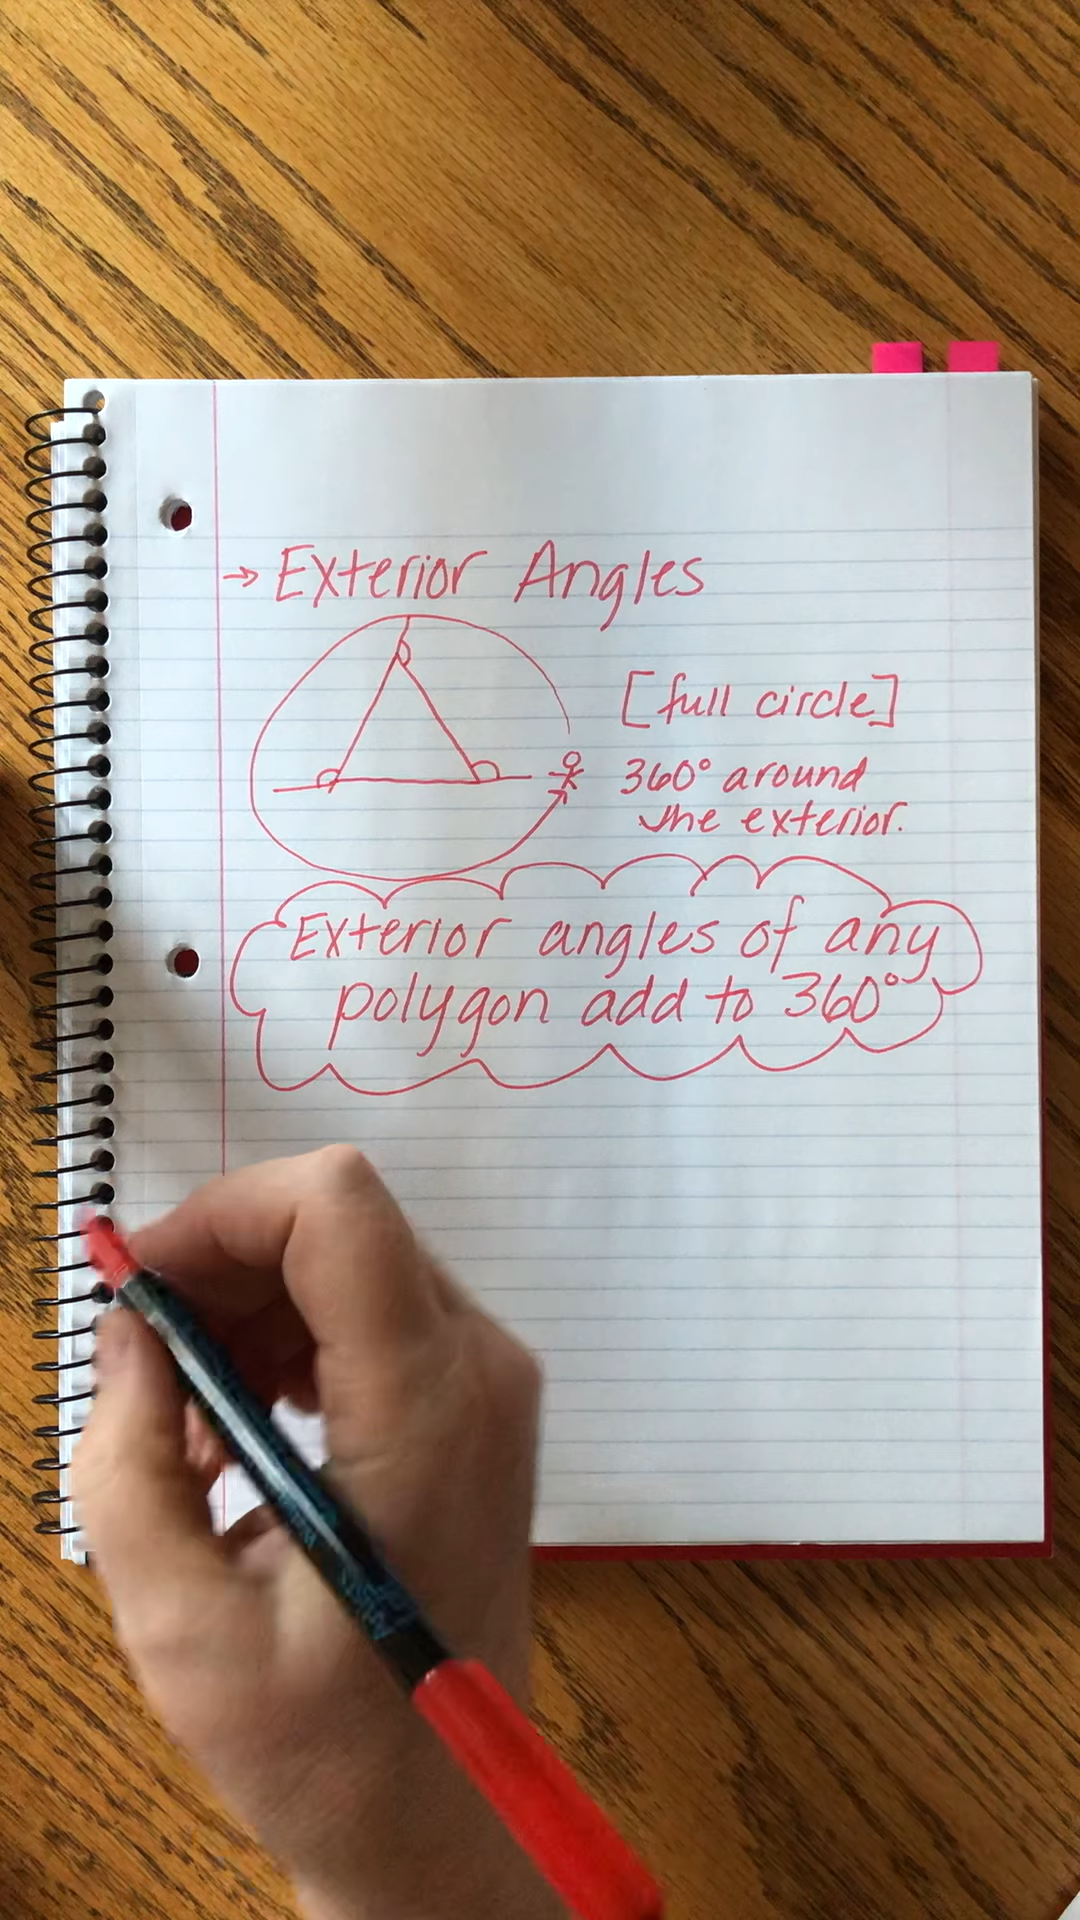 → Exterior Angles
[full circle]
360° around
the exterior.
Exterior angles of any
polygon add to 360°